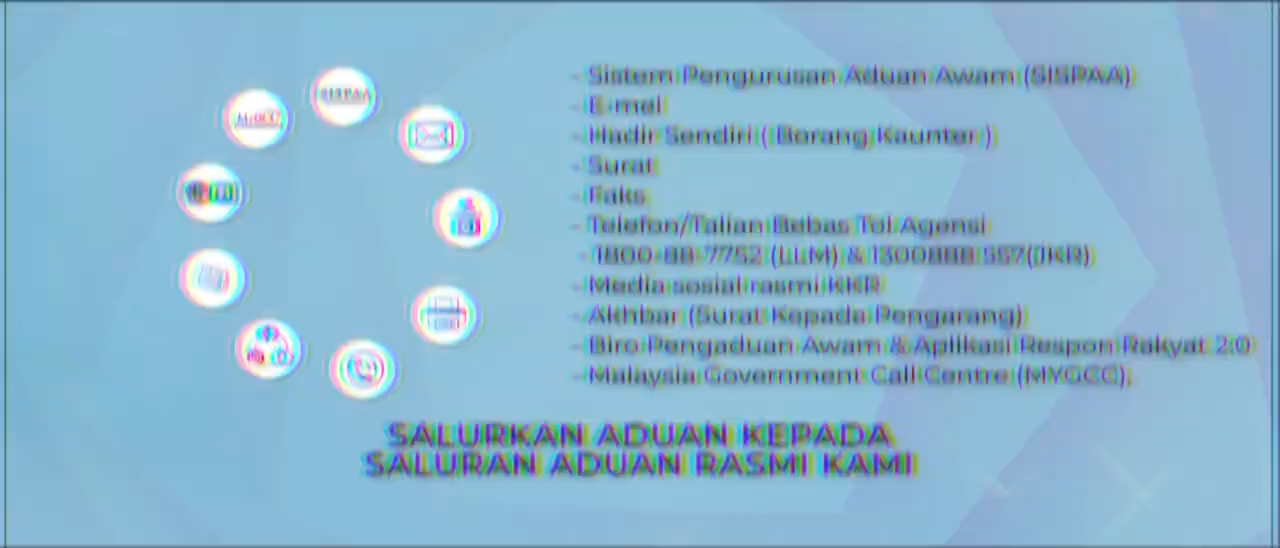 SISPAA
MyGCC
- Sistem Pengurusan Aduan Awam (SISPAA)
- E-mel
- Hadir Sendiri ( Borang Kaunter )
- Surat
- Faks
- Telefon/Talian Bebas Tol Agensi
- 1800-88-7752 (LLM) & 1300888 557(JKR)
- Media sosial rasmi KKR
- Akhbar (Surat Kepada Pengarang)
- Biro Pengaduan Awam & Aplikasi Respon Rakyat 2.0
- Malaysia Government Call Centre (MYGCC).
SALURKAN ADUAN KEPADA
SALURAN ADUAN RASMI KAMI